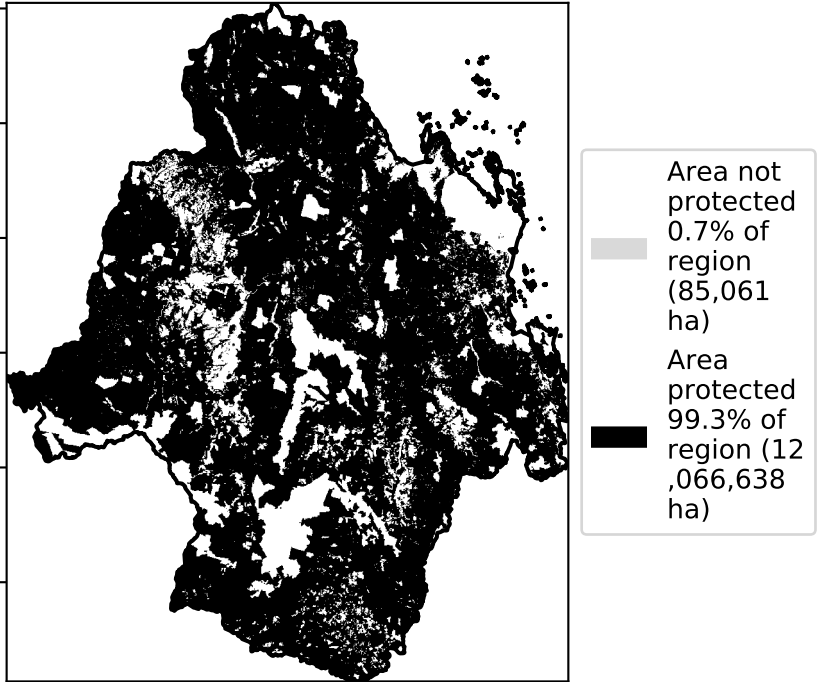 Area not
protected
0.7% of
region
(85,061
ha)
Area
protected
99.3% of
region (12
,066,638
ha)